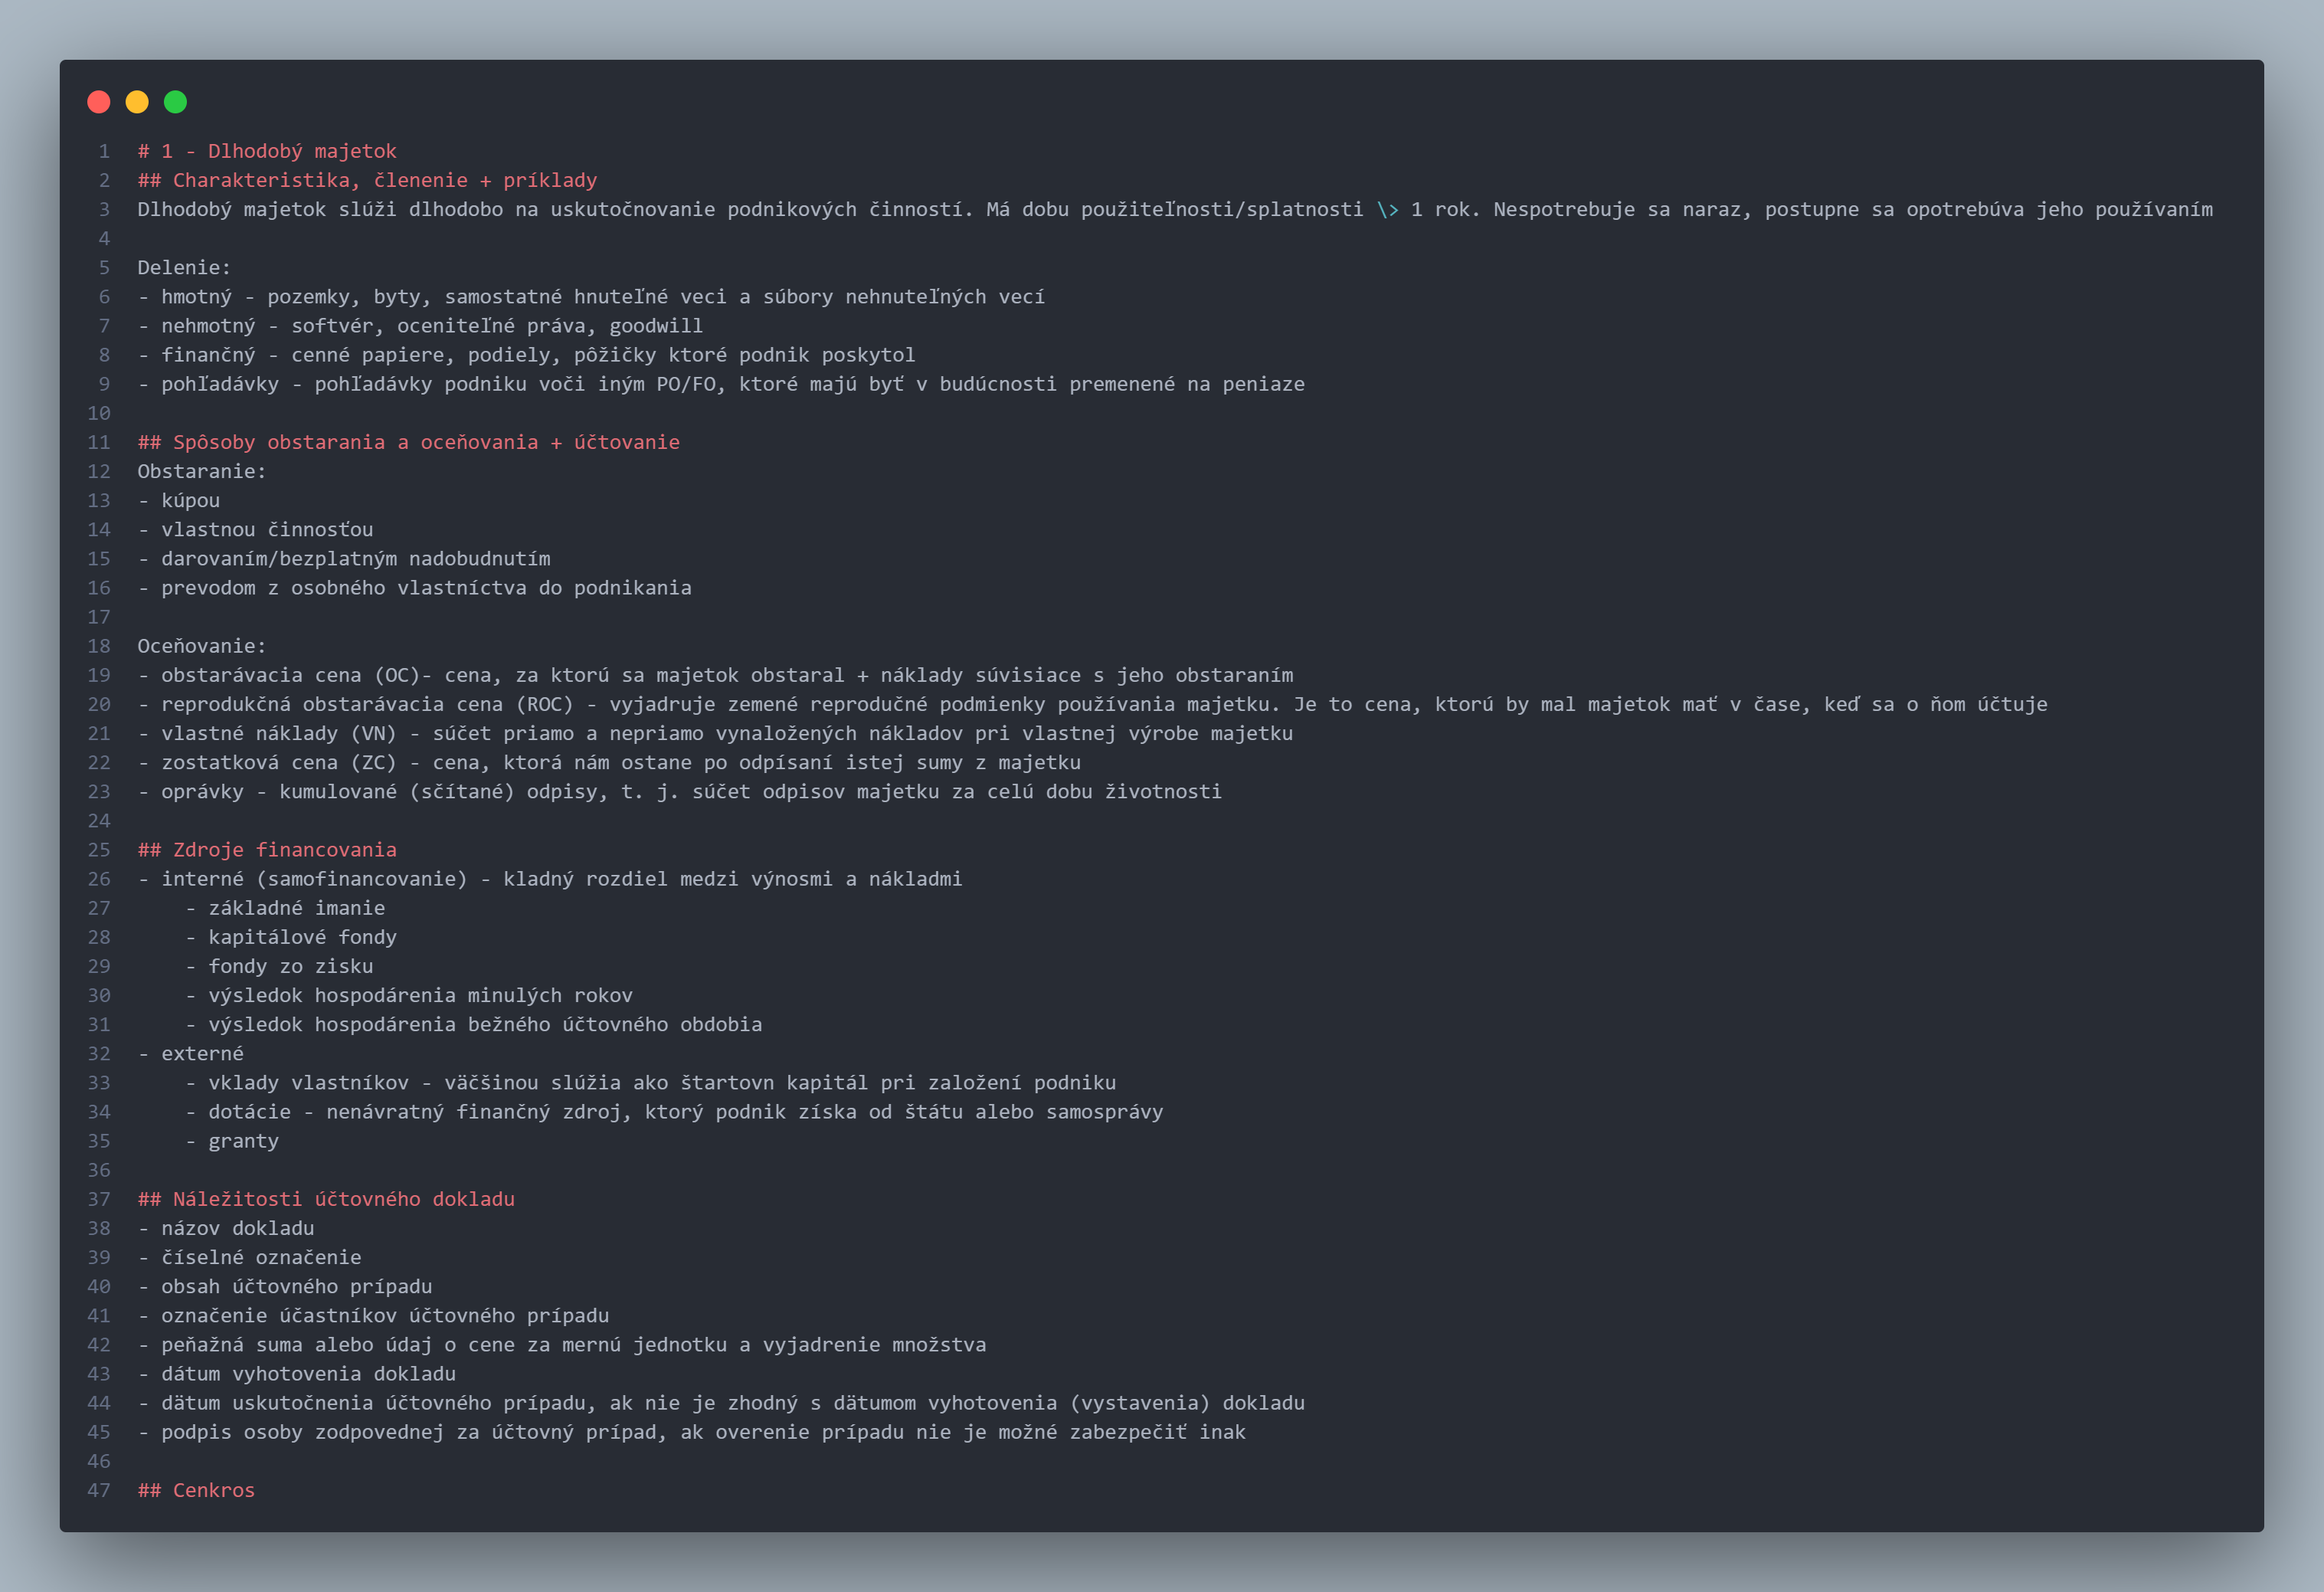 1 # 1 - Dlhodobý majetok
2 ## Charakteristika, členenie + príklady
3 Dlhodobý majetok slúži dlhodobo na uskutočnovanie podnikových činností. Má dobu použiteľnosti/splatnosti \> 1 rok. Nespotrebuje sa naraz, postupne sa opotrebúva jeho používaním
4
5 Delenie:
6 - hmotný - pozemky, byty, samostatné hnuteľné veci a súbory nehnuteľných vecí
7 - nehmotný - softvér, oceniteľné práva, goodwill
8 - finančný - cenné papiere, podiely, pôžičky ktoré podnik poskytol
9 - pohľadávky - pohľadávky podniku voči iným PO/FO, ktoré majú byť v budúcnosti premenené na peniaze
10
11 ## Spôsoby obstarania a oceňovania + účtovanie
12 Obstaranie:
13 - kúpou
14 - vlastnou činnosťou
15 - darovaním/bezplatným nadobudnutím
16 - prevodom z osobného vlastníctva do podnikania
17
18 Oceňovanie:
19 - obstarávacia cena (OC)- cena, za ktorú sa majetok obstaral + náklady súvisiace s jeho obstaraním
20 - reprodukčná obstarávacia cena (ROC) - vyjadruje zemené reprodučné podmienky používania majetku. Je to cena, ktorú by mal majetok mať v čase, keď sa o ňom účtuje
21 - vlastné náklady (VN) - súčet priamo a nepriamo vynaložených nákladov pri vlastnej výrobe majetku
22 - zostatková cena (ZC) - cena, ktorá nám ostane po odpísaní istej sumy z majetku
23 - oprávky - kumulované (sčítané) odpisy, t. j. súčet odpisov majetku za celú dobu životnosti
24
25 ## Zdroje financovania
26 - interné (samofinancovanie) - kladný rozdiel medzi výnosmi a nákladmi
27     - základné imanie
28     - kapitálové fondy
29     - fondy zo zisku
30     - výsledok hospodárenia minulých rokov
31     - výsledok hospodárenia bežného účtovného obdobia
32 - externé
33     - vklady vlastníkov - väčšinou slúžia ako štartovn kapitál pri založení podniku
34     - dotácie - nenávratný finančný zdroj, ktorý podnik získa od štátu alebo samosprávy
35     - granty
36
37 ## Náležitosti účtovného dokladu
38 - názov dokladu
39 - číselné označenie
40 - obsah účtovného prípadu
41 - označenie účastníkov účtovného prípadu
42 - peňažná suma alebo údaj o cene za mernú jednotku a vyjadrenie množstva
43 - dátum vyhotovenia dokladu
44 - dätum uskutočnenia účtovného prípadu, ak nie je zhodný s dätumom vyhotovenia (vystavenia) dokladu
45 - podpis osoby zodpovednej za účtovný prípad, ak overenie prípadu nie je možné zabezpečiť inak
46
47 ## Cenkros